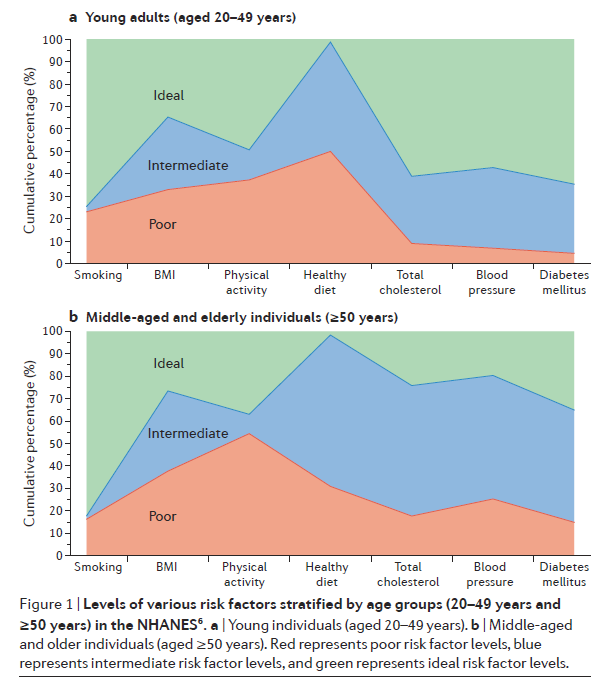 a Young adults (aged 20–49 years)
Cumulative percentage (%)
100
90
80
70
60
50
40
30
20
10
0
Ideal
Intermediate
Poor
Smoking
BMI
Physical
activity
Healthy
diet
Total
cholesterol
Blood
pressure
Diabetes
mellitus
b Middle-aged and elderly individuals (≥50 years)
Cumulative percentage (%)
100
90
80
70
60
50
40
30
20
10
0
Ideal
Intermediate
Poor
Smoking
BMI
Physical
activity
Healthy
diet
Total
cholesterol
Blood
pressure
Diabetes
mellitus
Figure 1 | Levels of various risk factors stratified by age groups (20–49 years and
≥50 years) in the NHANES⁶. a | Young individuals (aged 20–49 years). b | Middle-aged
and older individuals (aged ≥50 years). Red represents poor risk factor levels, blue
represents intermediate risk factor levels, and green represents ideal risk factor levels.